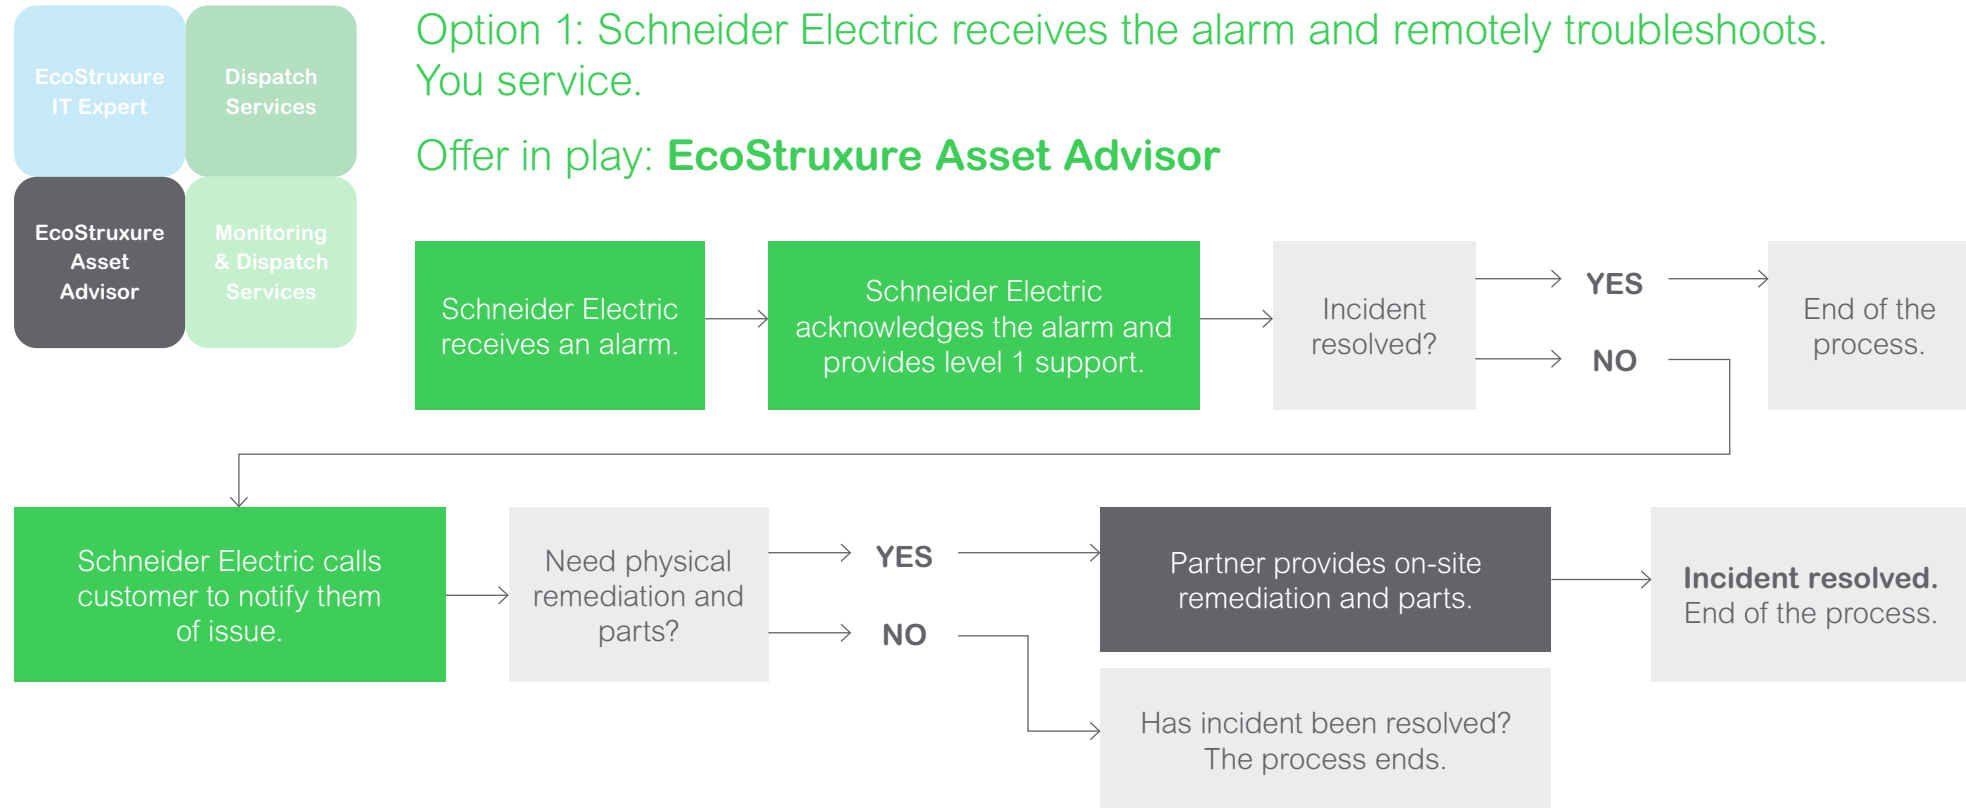 EcoStruxure
IT Expert
Dispatch
Services
EcoStruxure
Asset
Advisor
Monitoring
& Dispatch
Services
Option 1: Schneider Electric receives the alarm and remotely troubleshoots.
You service.
Offer in play: EcoStruxure Asset Advisor
Schneider Electric
receives an alarm.
Schneider Electric
acknowledges the alarm and
provides level 1 support.
Incident
resolved?
YES
NO
End of the
process.
Schneider Electric calls
customer to notify them
of issue.
Need physical
remediation and
parts?
YES
NO
Partner provides on-site
remediation and parts.
Incident resolved.
End of the process.
Has incident been resolved?
The process ends.